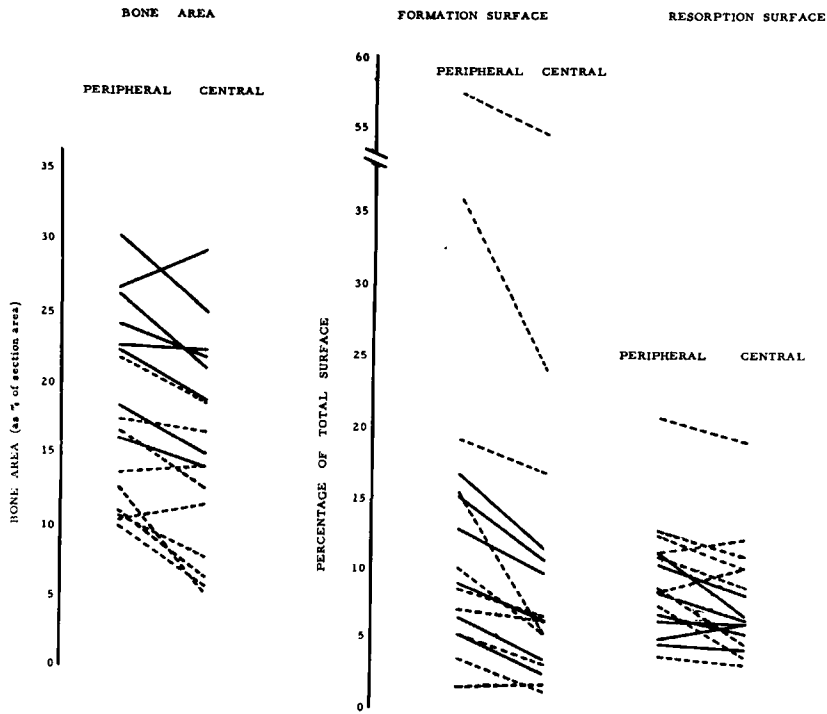 BONE AREA
FORMATION SURFACE
RESORPTION SURFACE
PERIPHERAL CENTRAL
35
30
25
20
15
10
5
0
BONE AREA (as % of section area)
PERIPHERAL CENTRAL
60
55
35
30
25
20
15
10
5
0
PERCENTAGE OF TOTAL SURFACE
PERIPHERAL CENTRAL